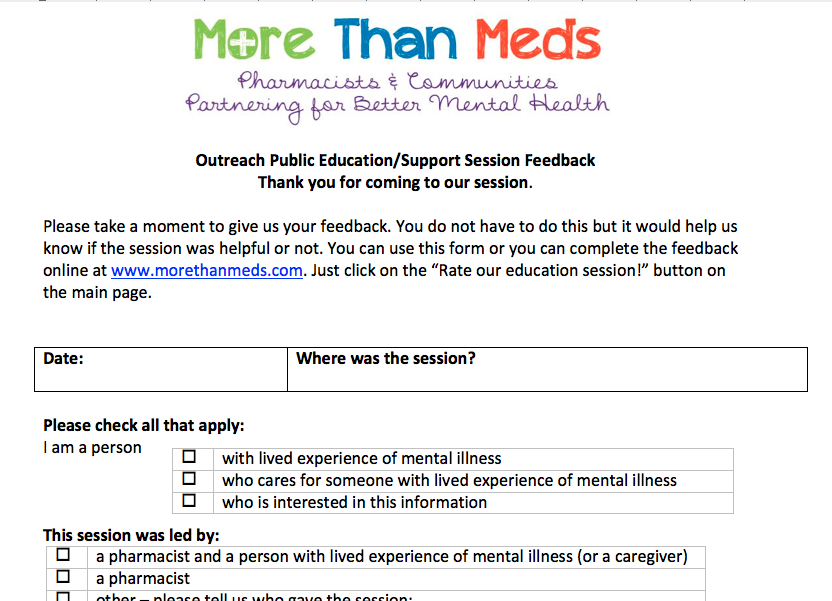 More Than Meds
Pharmacists & Communities
Partnering for Better Mental Health
Outreach Public Education/Support Session Feedback
Thank you for coming to our session.
Please take a moment to give us your feedback. You do not have to do this but it would help us
know if the session was helpful or not. You can use this form or you can complete the feedback
online at www.morethanmeds.com. Just click on the “Rate our education session!” button on
the main page.
Date:
Where was the session?
Please check all that apply:
I am a person
with lived experience of mental illness
who cares for someone with lived experience of mental illness
who is interested in this information
This session was led by:
a pharmacist and a person with lived experience of mental illness (or a caregiver)
a pharmacist
other – please tell us who gave the session: